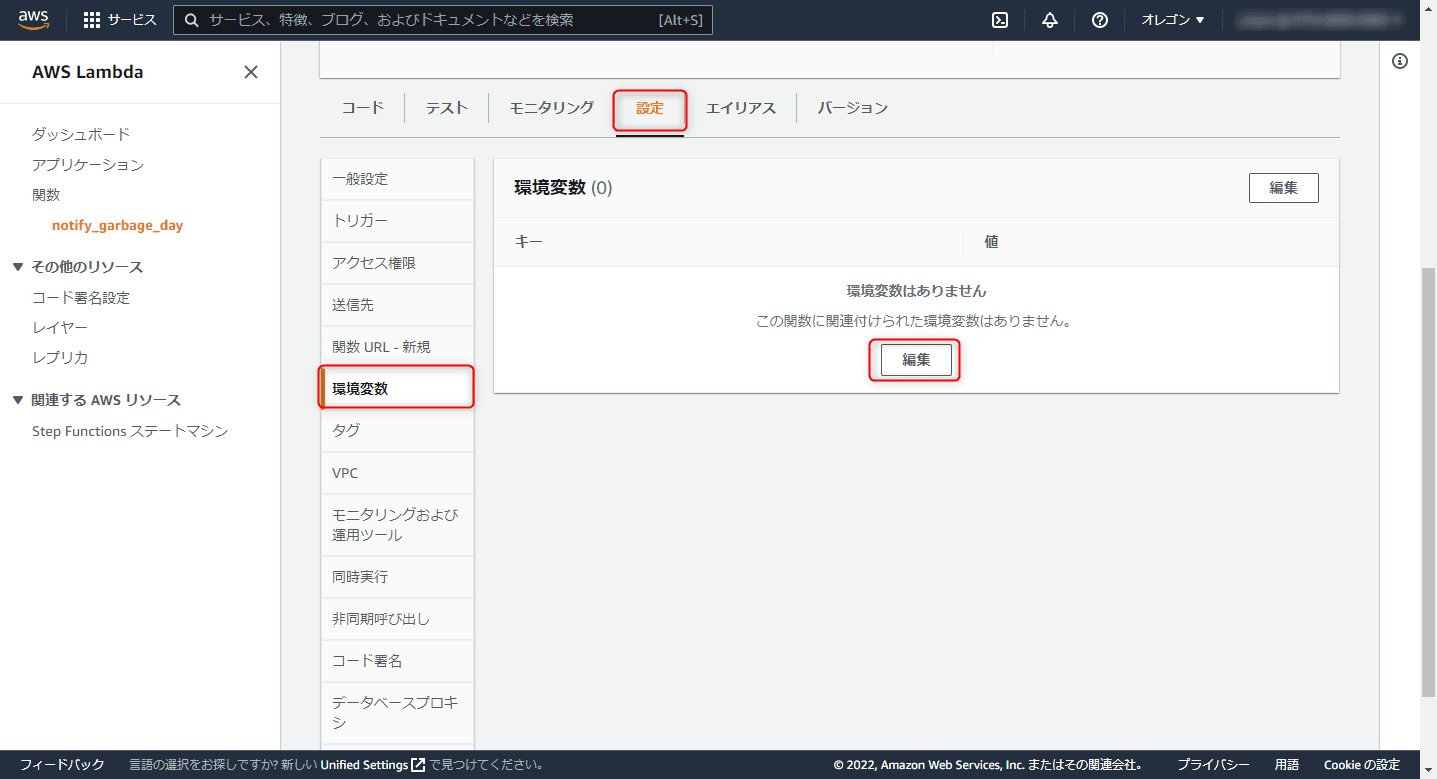 aws
サービス
サービス、特徴、ブログ、およびドキュメントなどを検索
[Alt+S]
オレゴン ▼
AWS Lambda
ダッシュボード
アプリケーション
関数
notify_garbage_day
▼ その他のリソース
コード署名設定
レイヤー
レプリカ
▼ 関連する AWS リソース
Step Functions ステートマシン
コード
テスト
モニタリング
設定
エイリアス
バージョン
一般設定
トリガー
アクセス権限
送信先
関数 URL - 新規
環境変数
タグ
VPC
モニタリングおよび
運用ツール
同時実行
非同期呼び出し
コード署名
データベースプロキ
シ
環境変数 (0)
編集
キー
値
環境変数はありません
この関数に関連付けられた環境変数はありません。
編集
フィードバック
言語の選択をお探しですか? 新しい Unified Settings で見つけてください。
© 2022, Amazon Web Services, Inc. またはその関連会社。
プライバシー
用語
Cookie の設定